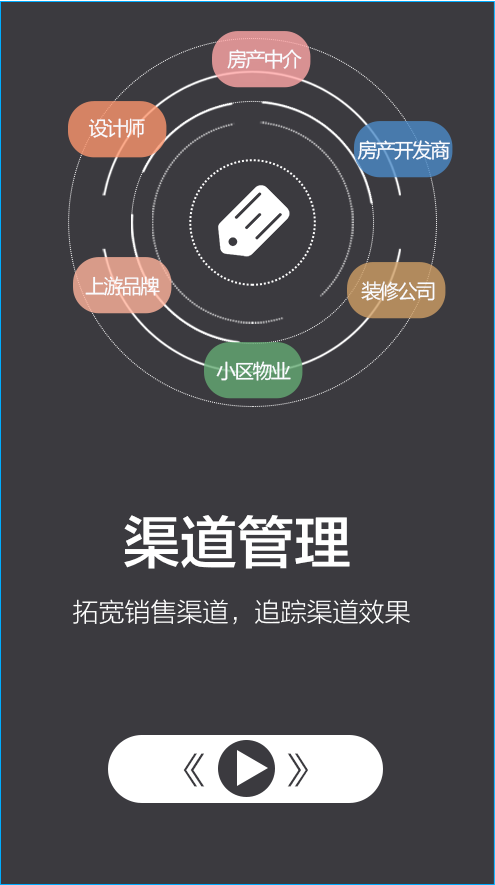 房产中介
设计师
房产开发商
上游品牌
装修公司
小区物业
渠道管理
拓宽销售渠道，追踪渠道效果
《 》